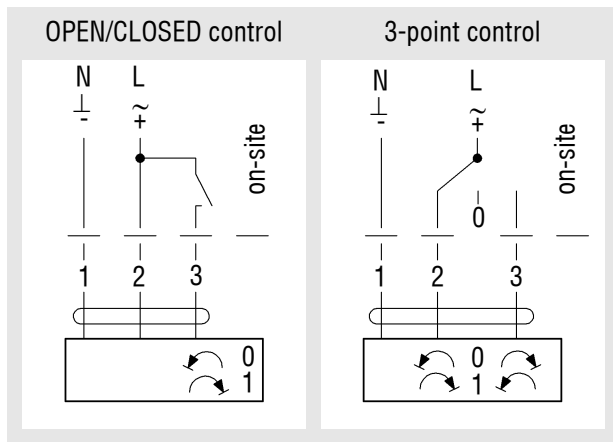 OPEN/CLOSED control
N L
⊥ ~
- +
on-site
1 2 3
0
1
3-point control
N L
⊥ ~
- +
on-site
0
1 2 3
0
1